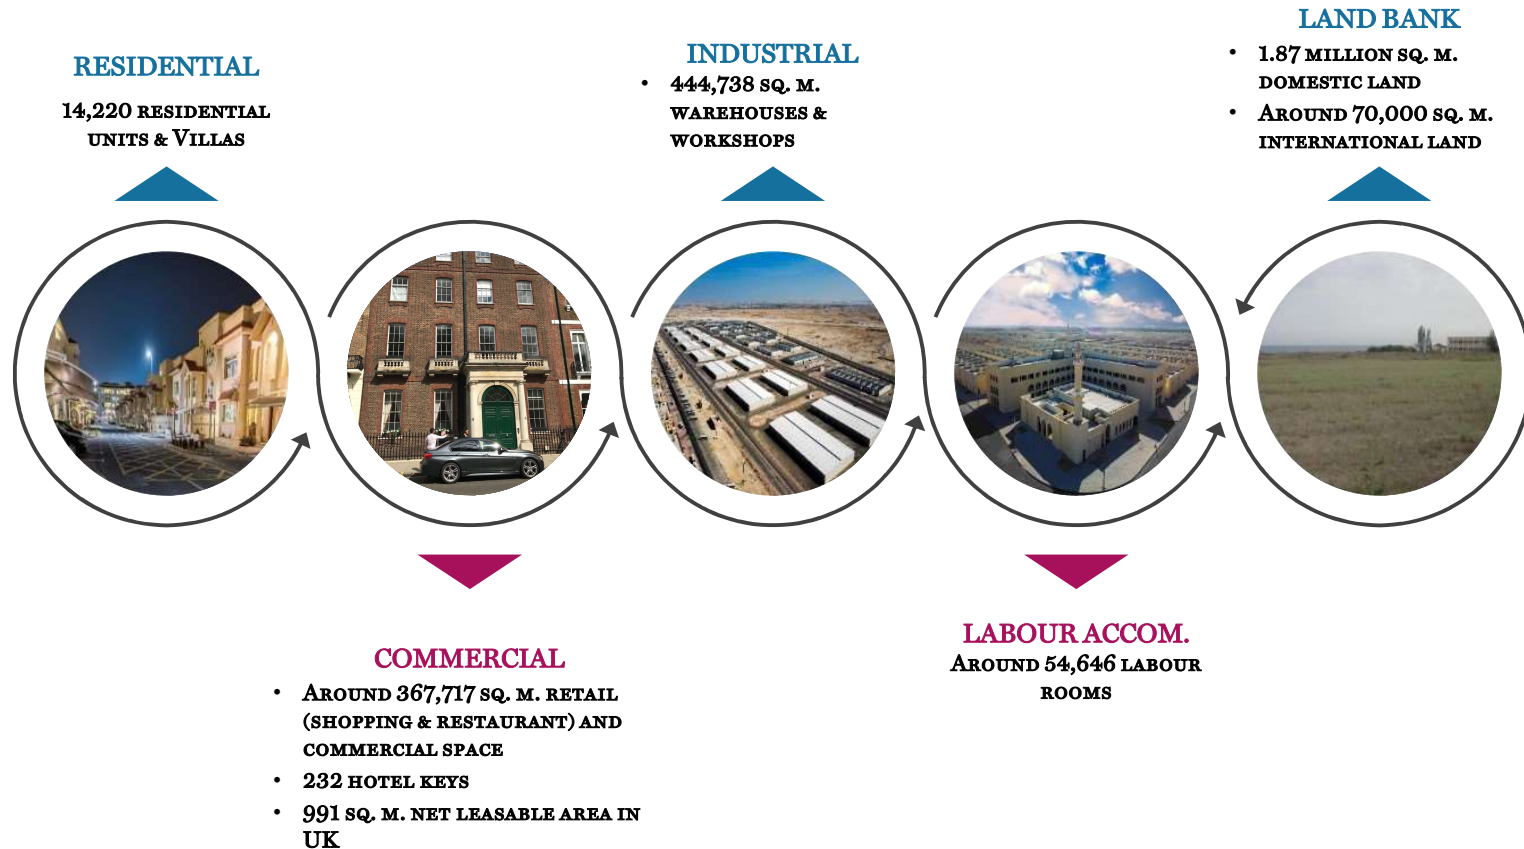 RESIDENTIAL
14,220 RESIDENTIAL
UNITS & VILLAS
INDUSTRIAL
• 444,738 SQ. M.
WAREHOUSES &
WORKSHOPS
LAND BANK
• 1.87 MILLION SQ. M.
DOMESTIC LAND
• AROUND 70,000 SQ. M.
INTERNATIONAL LAND
COMMERCIAL
• AROUND 367,717 SQ. M. RETAIL
(SHOPPING & RESTAURANT) AND
COMMERCIAL SPACE
• 232 HOTEL KEYS
• 991 SQ. M. NET LEASABLE AREA IN
UK
LABOUR ACCOM.
AROUND 54,646 LABOUR
ROOMS